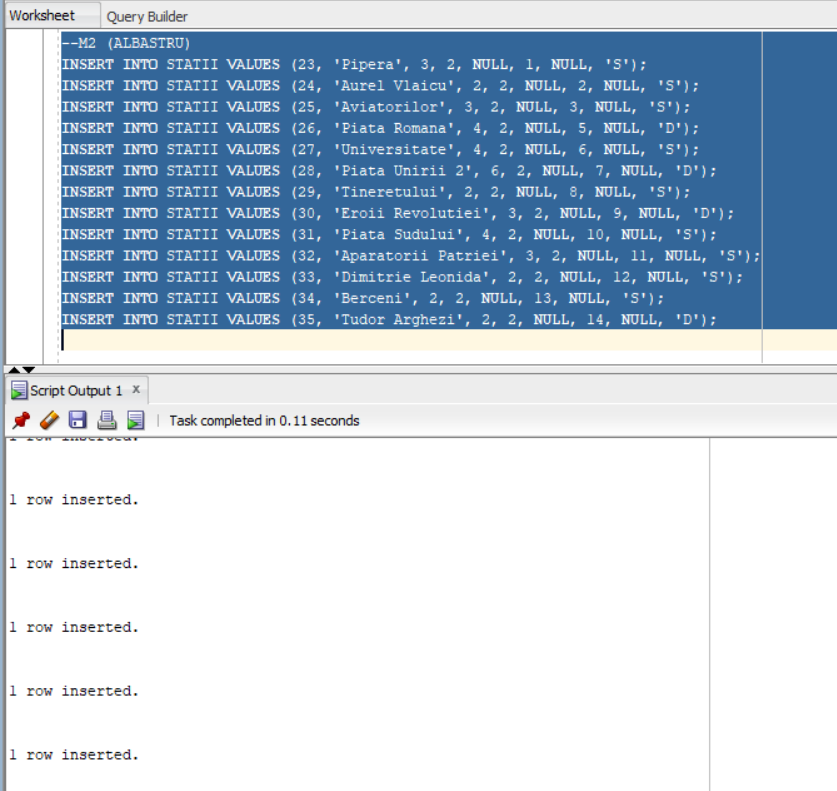 Worksheet Query Builder
--M2 (ALBASTRU)
INSERT INTO STATII VALUES (23, 'Pipera', 3, 2, NULL, 1, NULL, 'S');
INSERT INTO STATII VALUES (24, 'Aurel Vlaicu', 2, 2, NULL, 2, NULL, 'S');
INSERT INTO STATII VALUES (25, 'Aviatorilor', 3, 2, NULL, 3, NULL, 'S');
INSERT INTO STATII VALUES (26, 'Piata Romana', 4, 2, NULL, 5, NULL, 'D');
INSERT INTO STATII VALUES (27, 'Universitate', 4, 2, NULL, 6, NULL, 'S');
INSERT INTO STATII VALUES (28, 'Piata Unirii 2', 6, 2, NULL, 7, NULL, 'D');
INSERT INTO STATII VALUES (29, 'Tineretului', 2, 2, NULL, 8, NULL, 'S');
INSERT INTO STATII VALUES (30, 'Eroii Revolutiei', 3, 2, NULL, 9, NULL, 'D');
INSERT INTO STATII VALUES (31, 'Piata Sudului', 4, 2, NULL, 10, NULL, 'S');
INSERT INTO STATII VALUES (32, 'Aparatorii Patriei', 3, 2, NULL, 11, NULL, 'S');
INSERT INTO STATII VALUES (33, 'Dimitrie Leonida', 2, 2, NULL, 12, NULL, 'S');
INSERT INTO STATII VALUES (34, 'Berceni', 2, 2, NULL, 13, NULL, 'S');
INSERT INTO STATII VALUES (35, 'Tudor Arghezi', 2, 2, NULL, 14, NULL, 'D');
Script Output 1 x
Task completed in 0.11 seconds
1 row inserted.
1 row inserted.
1 row inserted.
1 row inserted.
1 row inserted.
1 row inserted.